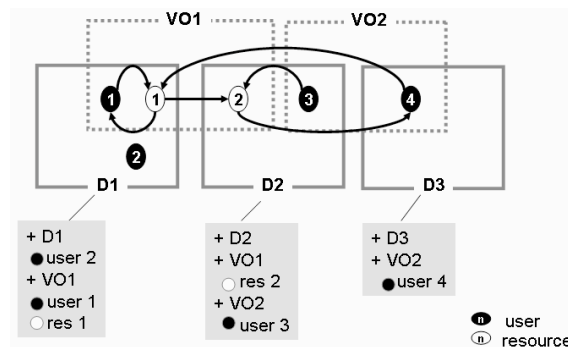 VO1
VO2
1
1
2
3
4
2
D1
D2
D3
+ D1
user 2
+ VO1
user 1
res 1
+ D2
+ VO1
res 2
+ VO2
user 3
+ D3
+ VO2
user 4
n user
n resource